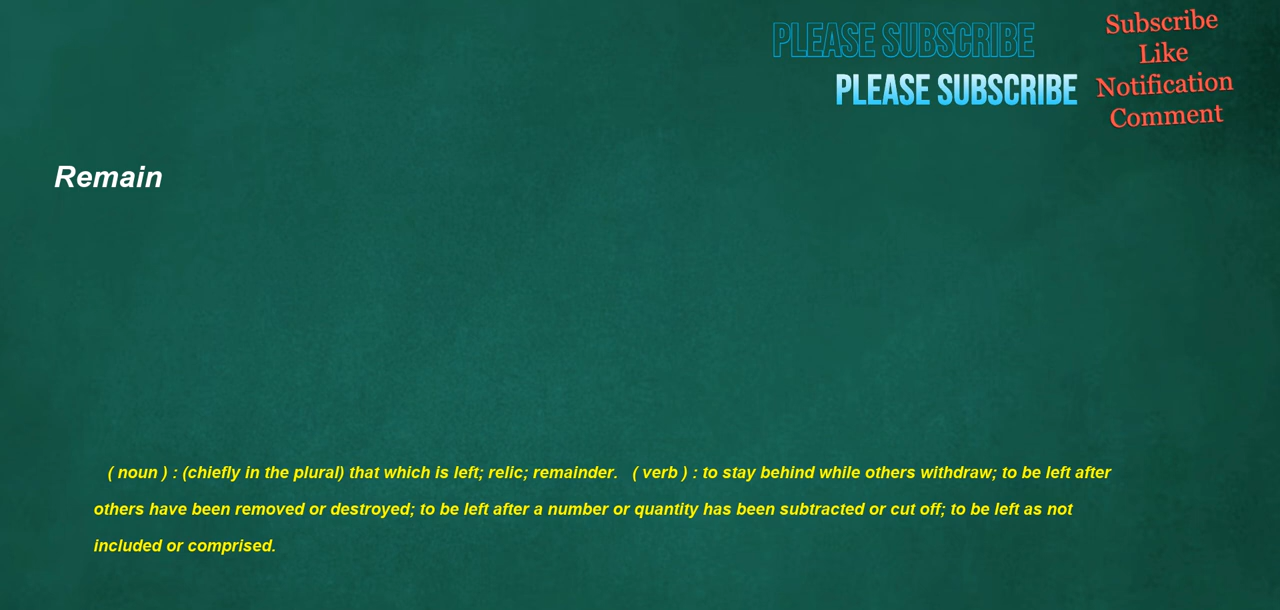 PLEASE SUBSCRIBE
PLEASE SUBSCRIBE
Subscribe
Like
Notification
Comment
Remain
( noun ) : (chiefly in the plural) that which is left; relic; remainder. ( verb ) : to stay behind while others withdraw; to be left after
others have been removed or destroyed; to be left after a number or quantity has been subtracted or cut off; to be left as not
included or comprised.